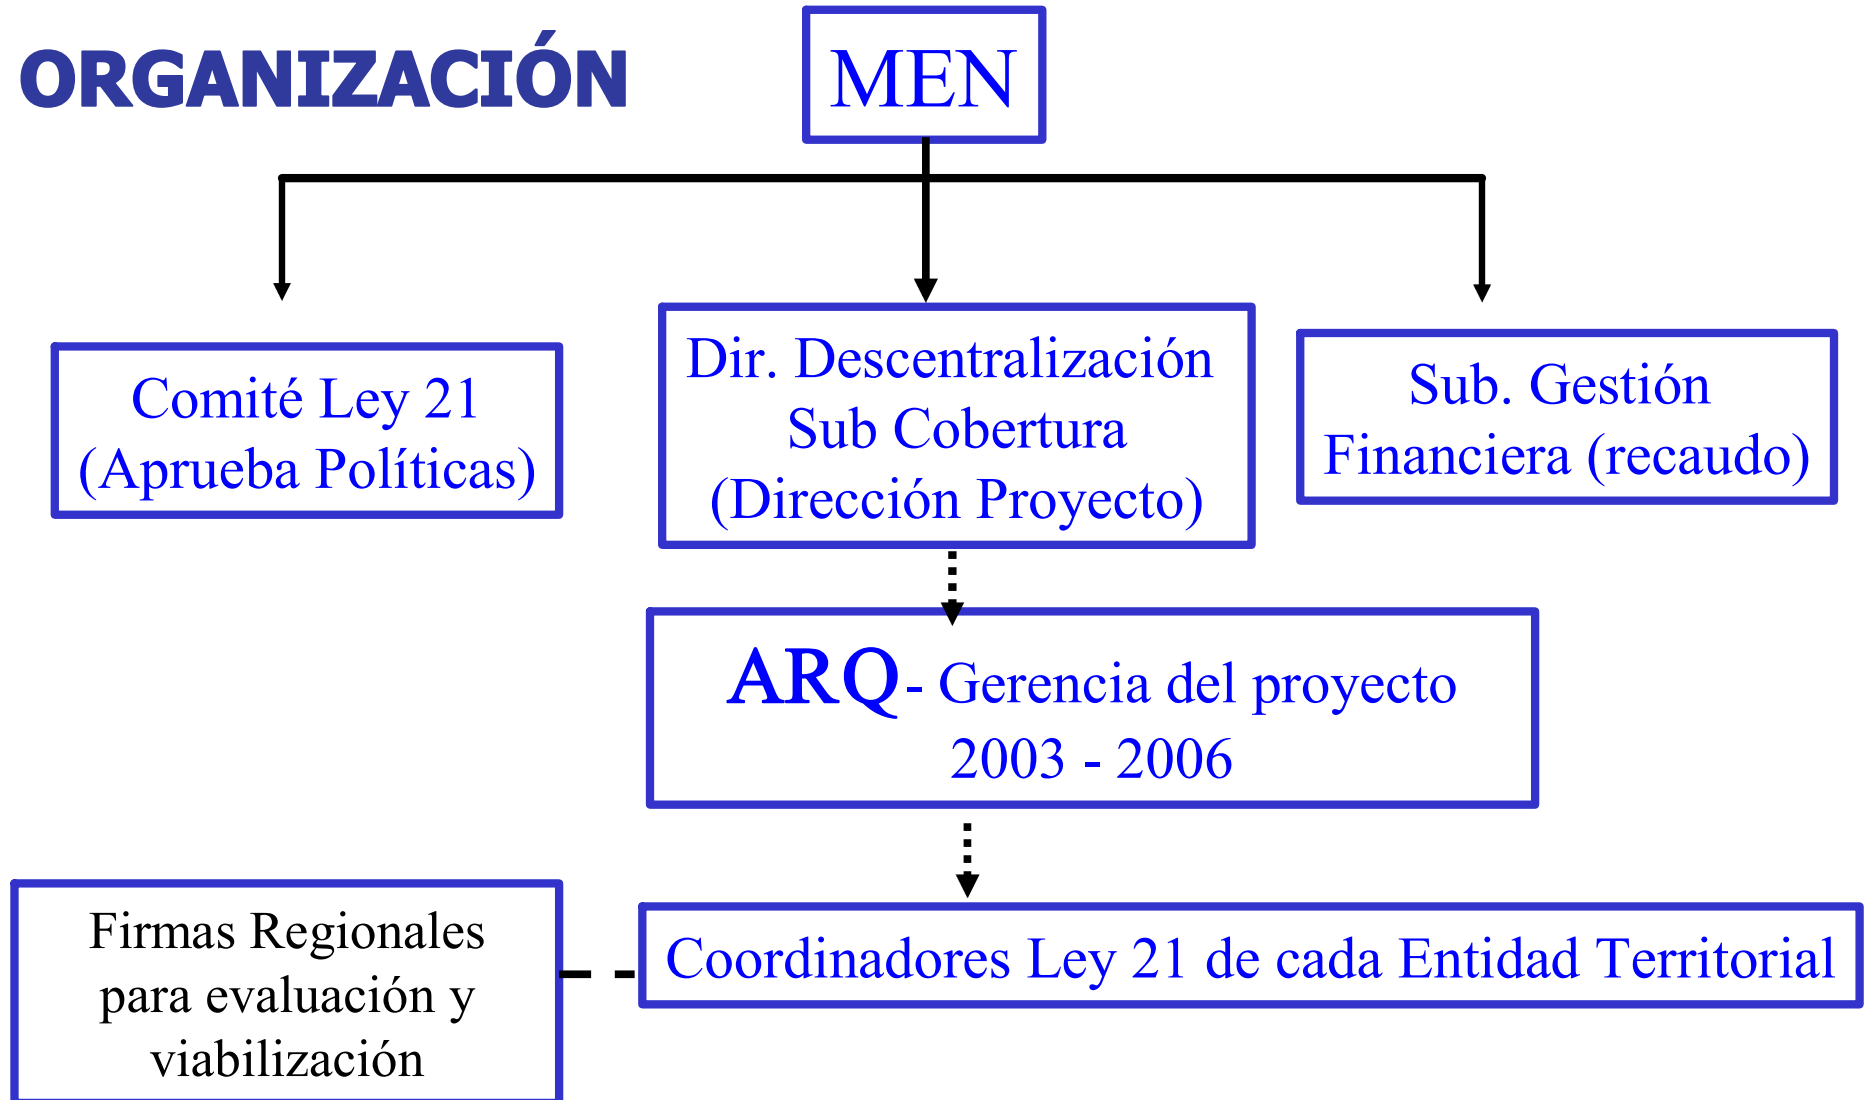 ORGANIZACIÓN
MEN
Comité Ley 21
(Aprueba Políticas)
Dir. Descentralización
Sub Cobertura
(Dirección Proyecto)
Sub. Gestión
Financiera (recaudo)
ARQ- Gerencia del proyecto
2003 - 2006
Firmas Regionales
para evaluación y
viabilización
Coordinadores Ley 21 de cada Entidad Territorial